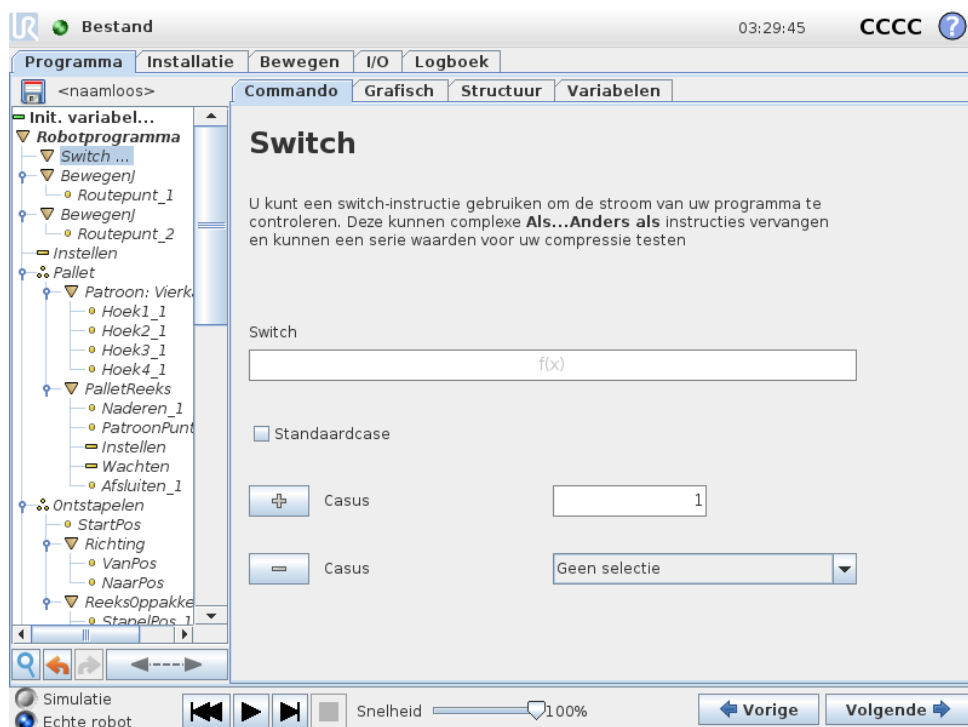 UR Bestand 03:29:45 CCCC ?
Programma Installatie Bewegen I/O Logboek
<naamloos>
Commando Grafisch Structuur Variabelen
Init. variabel...
Robotprogramma
Switch ...
BewegenJ
Routepunt_1
BewegenJ
Routepunt_2
Instellen
Pallet
Patroon: Vierk
Hoek1_1
Hoek2_1
Hoek3_1
Hoek4_1
PalletReeks
Naderen_1
PatroonPunt
Instellen
Wachten
Afsluiten_1
Ontstapelen
StartPos
Richting
VanPos
NaarPos
ReeksOppakke
StapelPos_1
Switch
U kunt een switch-instructie gebruiken om de stroom van uw programma te
controleren. Deze kunnen complexe Als...Anders als instructies vervangen
en kunnen een serie waarden voor uw compressie testen
Switch
f(x)
Standaardcase
Casus 1
Casus Geen selectie
Simulatie
Echte robot
Snelheid 100%
Vorige Volgende